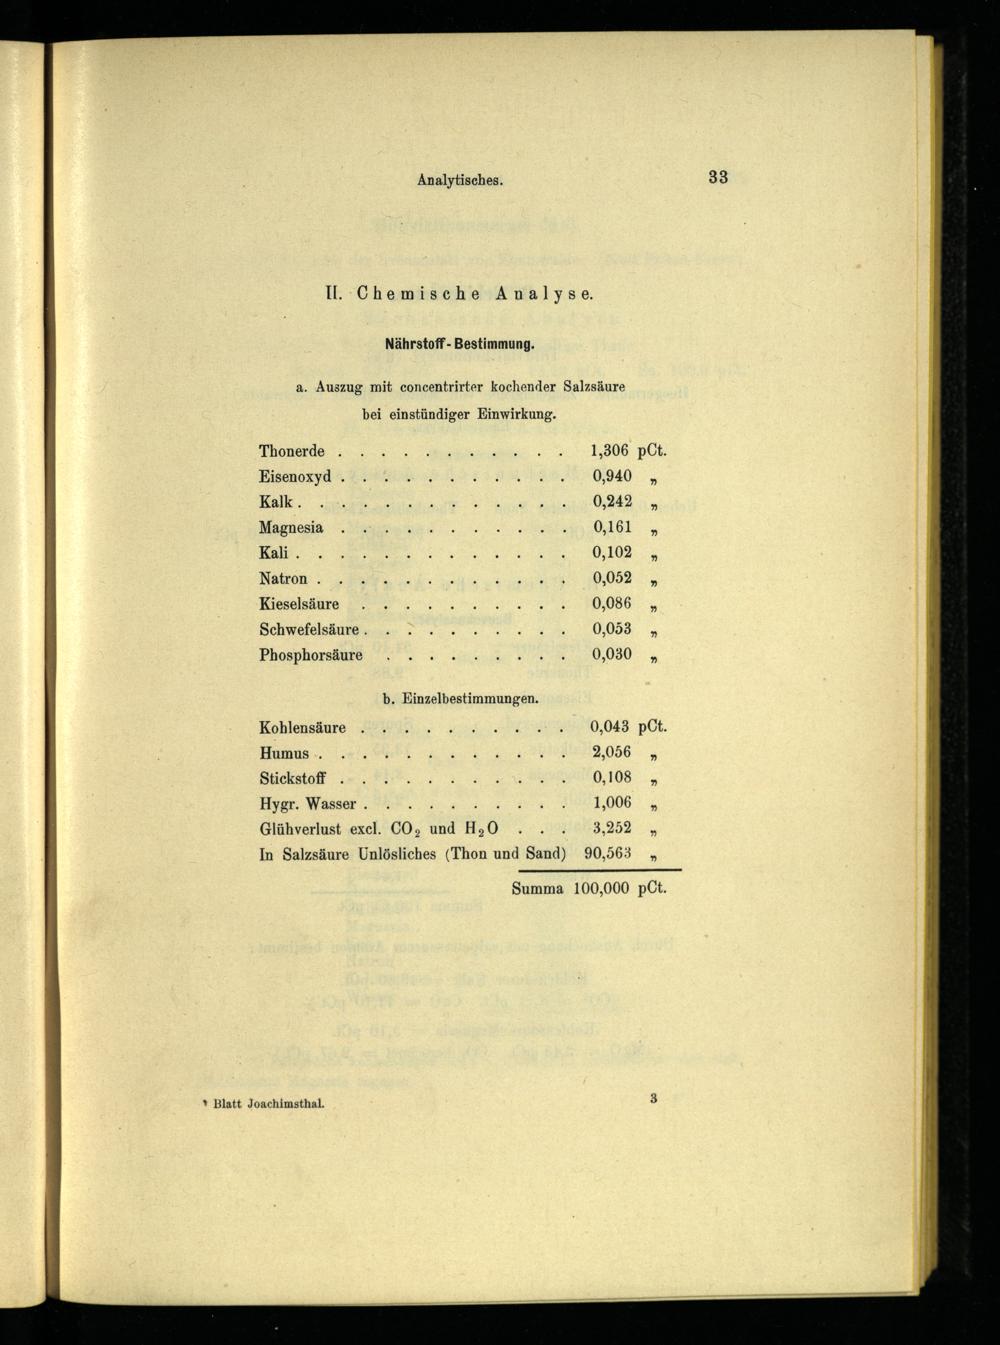 Analytisches. 33
II. Chemische Analyse.
Nährstoff-Bestimmung.
a. Auszug mit concentrirter kochender Salzsäure
bei einstündiger Einwirkung.
Thonerde . . . . . . . . . . . 1,306 pCt.
Eisenoxyd . . . . . . . . . . . 0,940 „
Kalk . . . . . . . . . . . . . 0,242 „
Magnesia . . . . . . . . . . . 0,161 „
Kali . . . . . . . . . . . . . 0,102 „
Natron . . . . . . . . . . . . 0,052 „
Kieselsäure . . . . . . . . . . 0,086 „
Schwefelsäure . . . . . . . . . . 0,053 „
Phosphorsäure . . . . . . . . . 0,030 „
b. Einzelbestimmungen.
Kohlensäure . . . . . . . . . . 0,043 pCt.
Humus . . . . . . . . . . . . 2,056 „
Stickstoff . . . . . . . . . . . 0,108 „
Hygr. Wasser . . . . . . . . . . 1,006 „
Glühverlust excl. CO₂ und H₂O . . . 3,252 „
In Salzsäure Unlösliches (Thon und Sand) 90,563 „
Summa 100,000 pCt.
Blatt Joachimsthal. 3